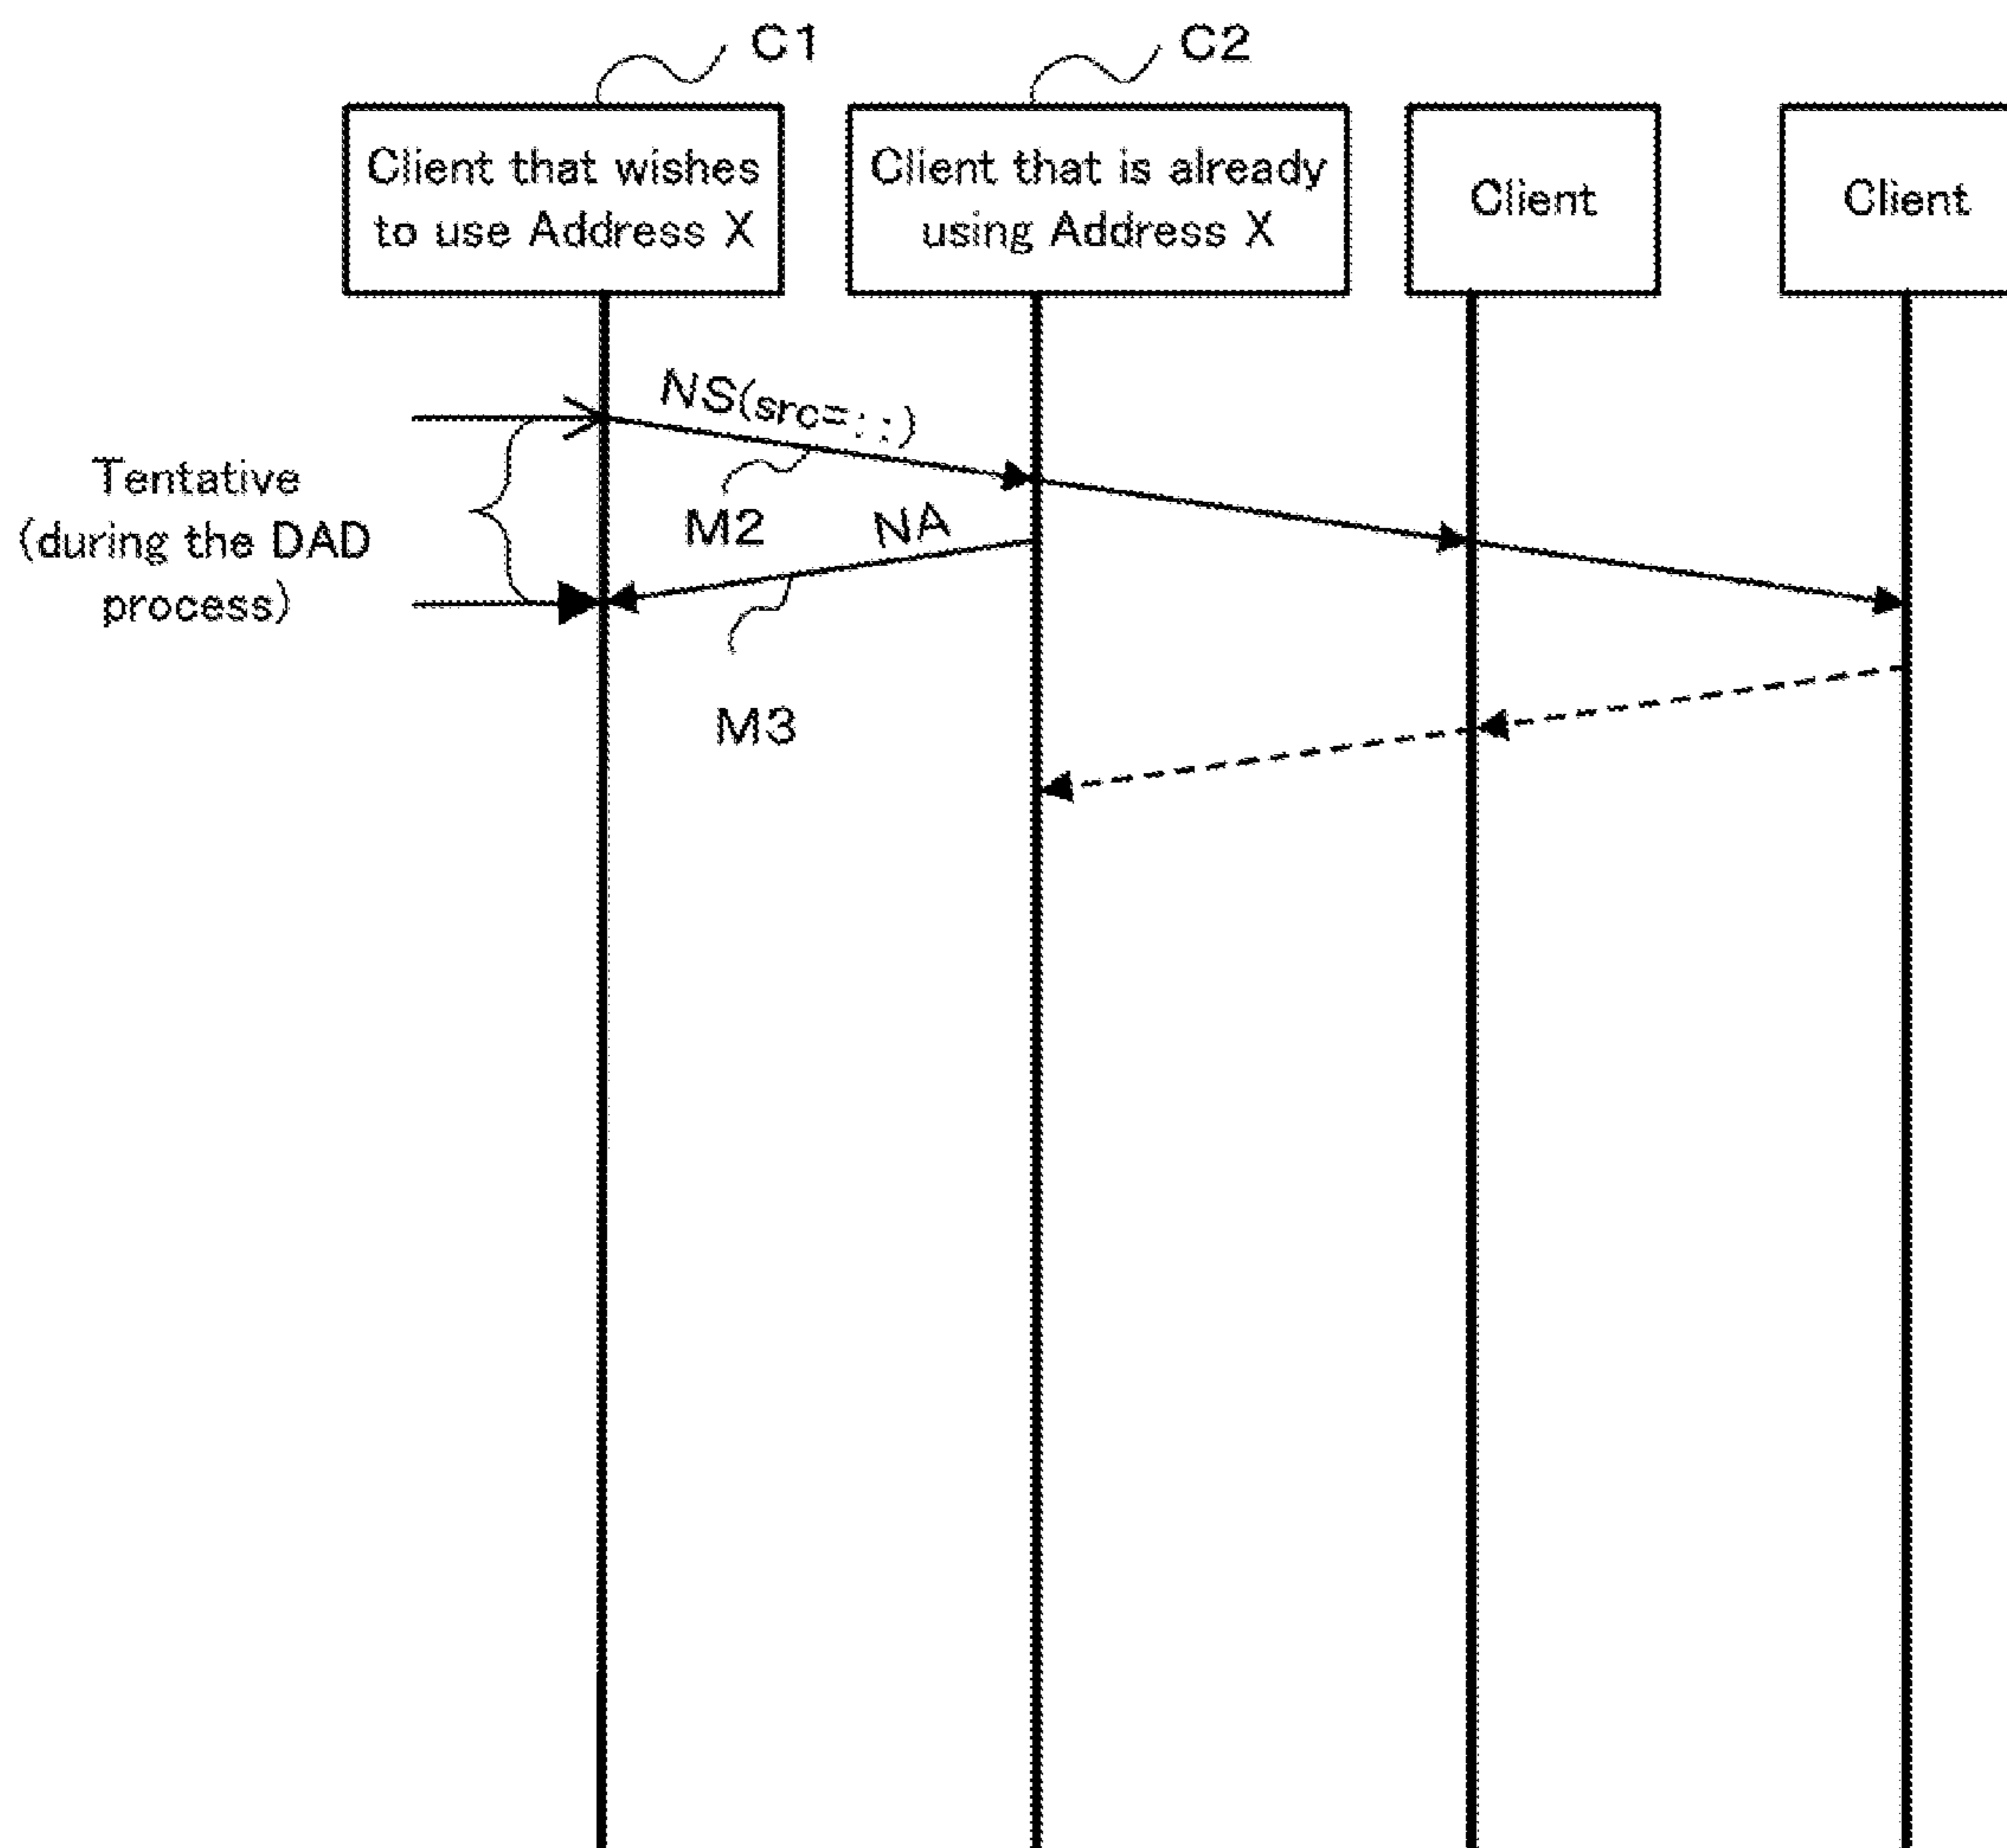 C1
C2
Client that wishes
to use Address X
Client that is already
using Address X
Client
Client
NS(src=::)
Tentative
(during the DAD
process)
M2
NA
M3